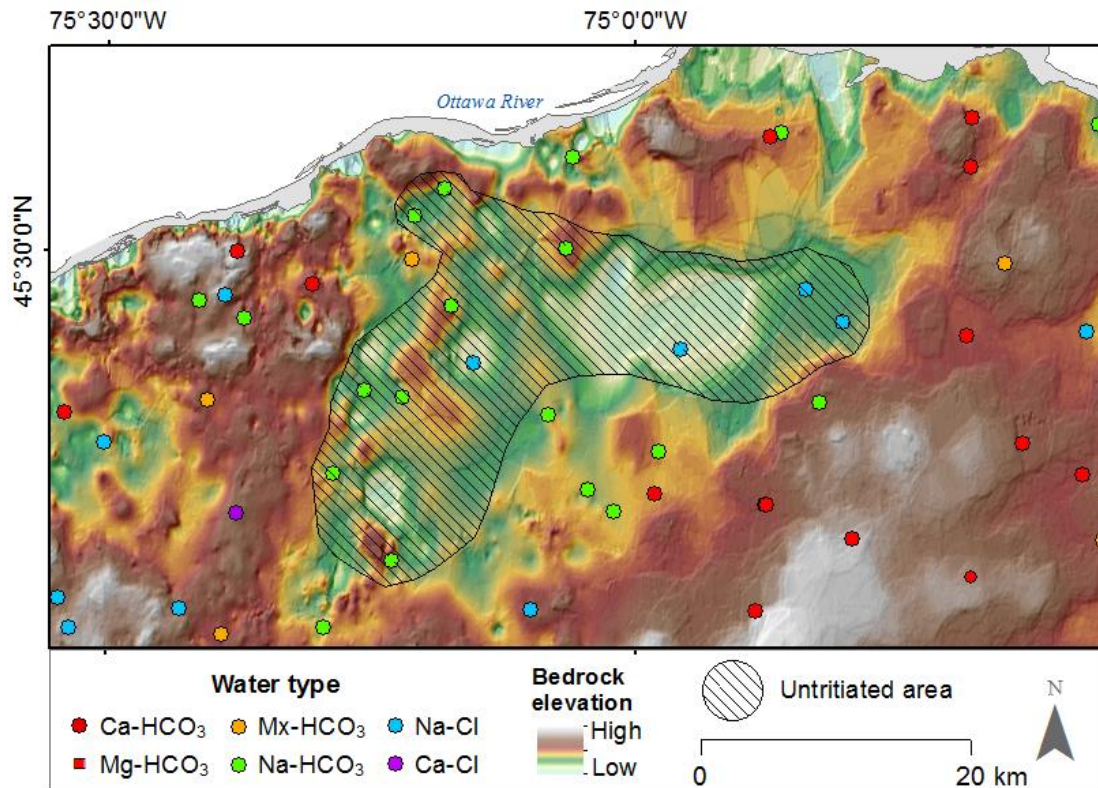 75°30'0"W
75°0'0"W
Ottawa River
45°30'0"N
Water type
Ca-HCO₃
Mx-HCO₃
Na-Cl
Mg-HCO₃
Na-HCO₃
Ca-Cl
Bedrock
elevation
High
Low
Untritiated area
0
20 km
N